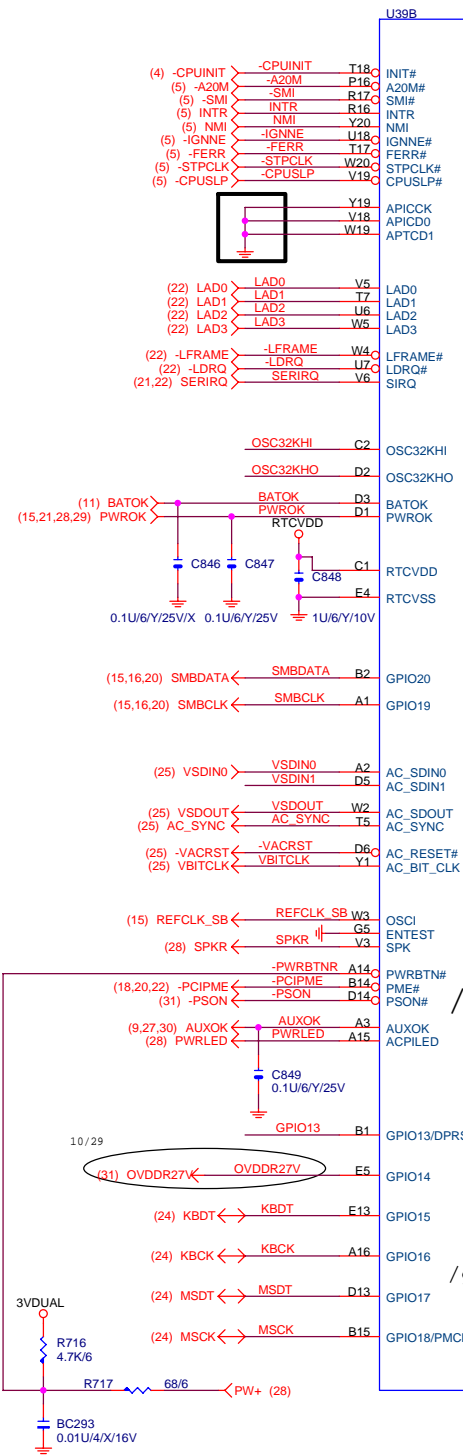 U39B
(4) -CPUINIT -CPUINIT T18 INIT#
(5) -A20M -A20M P16 A20M#
(5) -SMI -SMI R17 SMI#
(5) INTR INTR R16 INTR
(5) NMI NMI Y20 NMI
(5) -IGNNE -IGNNE U18 IGNNE#
(5) -FERR -FERR T17 FERR#
(5) -STPCLK -STPCLK W20 STPCLK#
(5) -CPUSLP -CPUSLP V19 CPUSLP#
Y19 APICCK
V18 APICD0
W19 APTCD1
(22) LAD0 LAD0 V5 LAD0
(22) LAD1 LAD1 T7 LAD1
(22) LAD2 LAD2 U6 LAD2
(22) LAD3 LAD3 W5 LAD3
(22) -LFRAME -LFRAME W4 LFRAME#
(22) -LDRQ -LDRQ U7 LDRQ#
(21,22) SERIRQ SERIRQ V6 SIRQ
OSC32KHI C2 OSC32KHI
OSC32KHO D2 OSC32KHO
(11) BATOK BATOK D3 BATOK
(15,21,28,29) PWROK PWROK D1 PWROK
RTCVDD
C846 C847 C848 C1 RTCVDD
E4 RTCVSS
0.1U/6/Y/25V/X 0.1U/6/Y/25V 1U/6/Y/10V
(15,16,20) SMBDATA SMBDATA B2 GPIO20
(15,16,20) SMBCLK SMBCLK A1 GPIO19
(25) VSDIN0 VSDIN0 A2 AC_SDIN0
VSDIN1 D5 AC_SDIN1
(25) VSDOUT VSDOUT W2 AC_SDOUT
(25) AC_SYNC AC_SYNC T5 AC_SYNC
(25) -VACRST -VACRST D6 AC_RESET#
(25) VBITCLK VBITCLK Y1 AC_BIT_CLK
(15) REFCLK_SB REFCLK_SB W3 OSCI
G5 ENTEST
(28) SPKR SPKR V3 SPK
-PWRBTNR A14 PWRBTN#
(18,20,22) -PCIPME -PCIPME B14 PME#
(31) -PSON -PSON D14 PSON#
(9,27,30) AUXOK AUXOK A3 AUXOK
(28) PWRLED PWRLED A15 ACPILED
C849
0.1U/6/Y/25V
GPIO13 B1 GPIO13/DPRS
10/29
(31) OVDDR27V OVDDR27V E5 GPIO14
(24) KBDT KBDT E13 GPIO15
(24) KBCK KBCK A16 GPIO16
(24) MSDT MSDT D13 GPIO17
3VDUAL
(24) MSCK MSCK B15 GPIO18/PMCL
R716
4.7K/6
R717 68/6 PW+ (28)
BC293
0.01U/4/X/16V